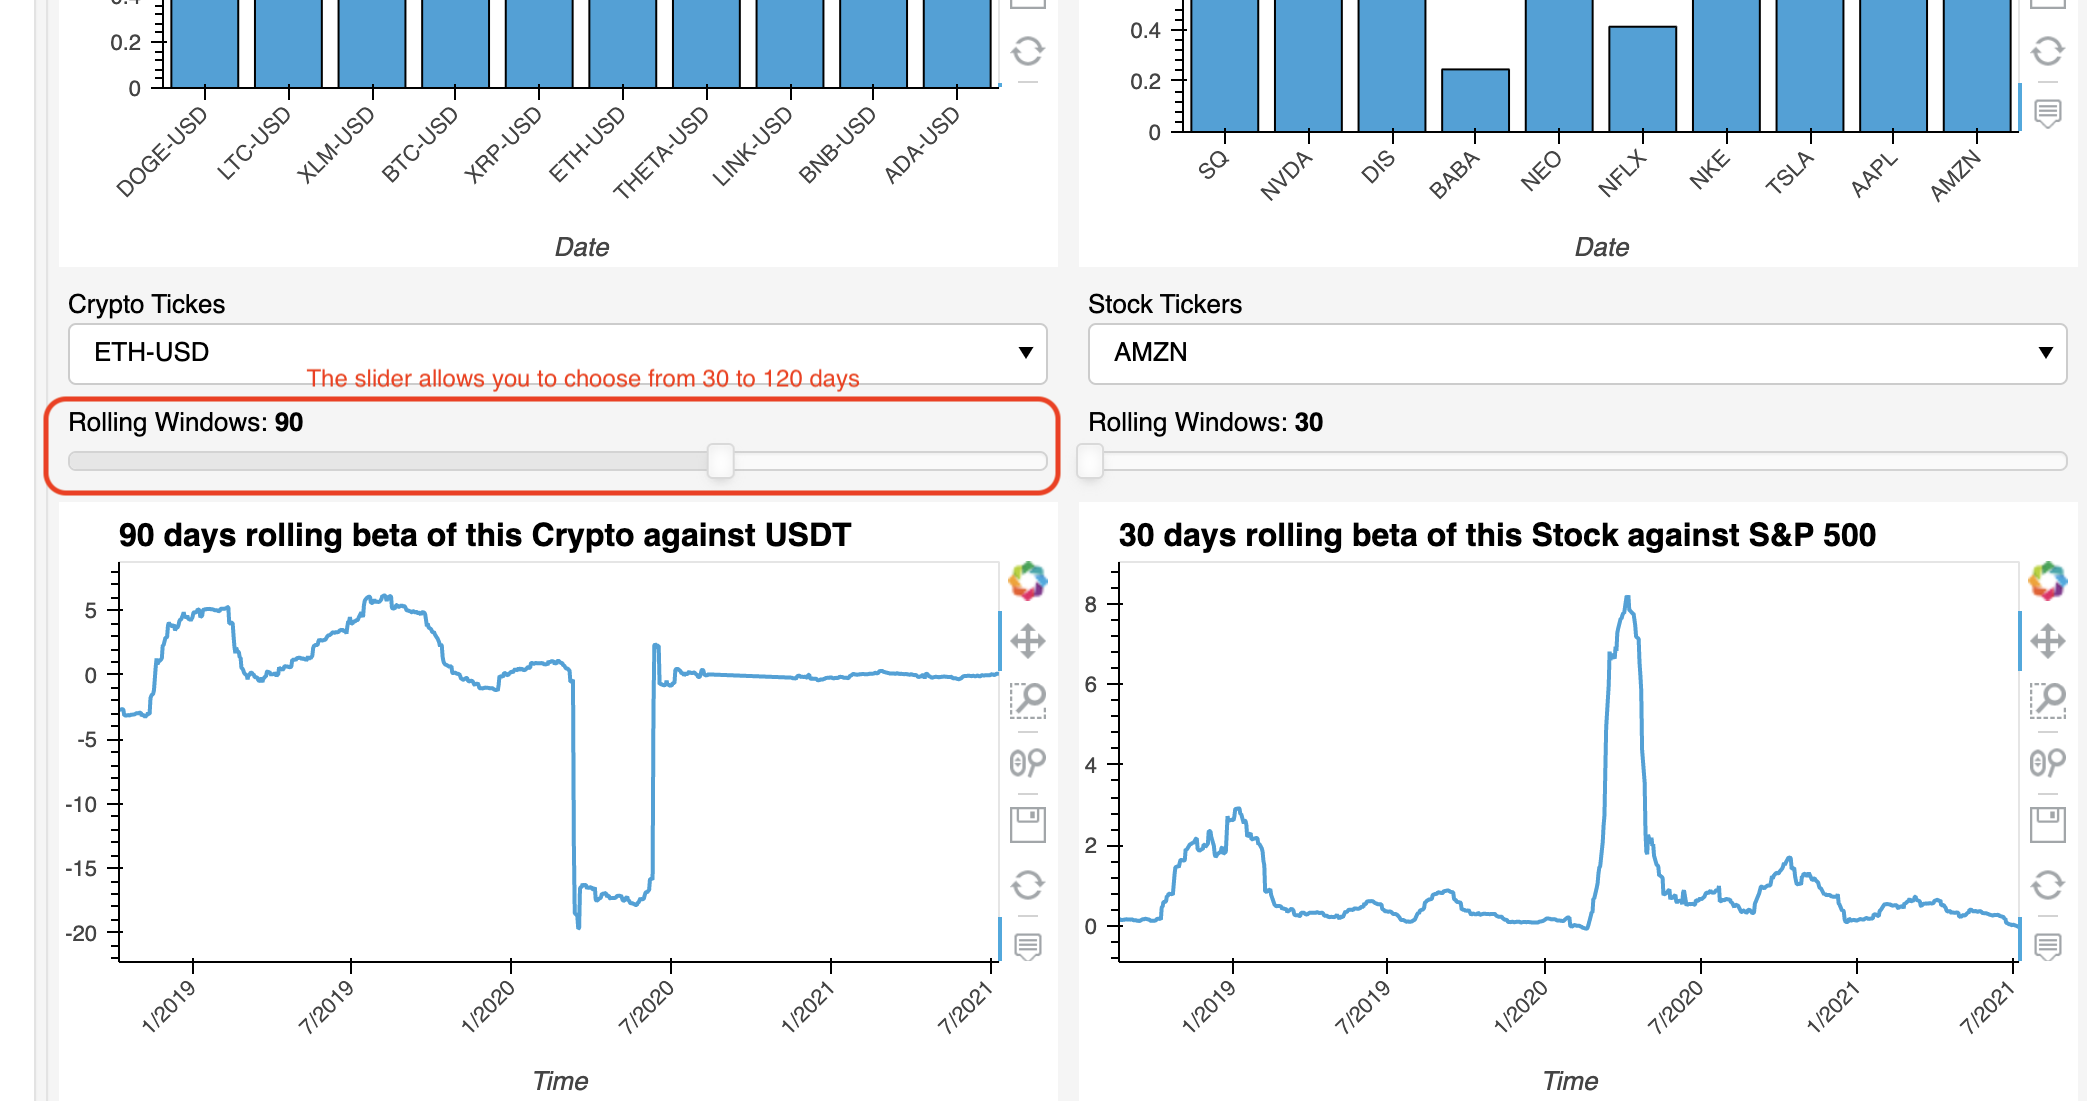 0.2
0
DOGE-USD
LTC-USD
XLM-USD
BTC-USD
XRP-USD
ETH-USD
THETA-USD
LINK-USD
BNB-USD
ADA-USD
Date
0.4
0.2
0
SQ
NVDA
DIS
BABA
NEO
NFLX
NKE
TSLA
AAPL
AMZN
Date
Crypto Tickes
ETH-USD
The slider allows you to choose from 30 to 120 days
Rolling Windows: 90
Stock Tickers
AMZN
Rolling Windows: 30
90 days rolling beta of this Crypto against USDT
5
0
-5
-10
-15
-20
1/2019
7/2019
1/2020
7/2020
1/2021
7/2021
Time
30 days rolling beta of this Stock against S&P 500
8
6
4
2
0
1/2019
7/2019
1/2020
7/2020
1/2021
7/2021
Time